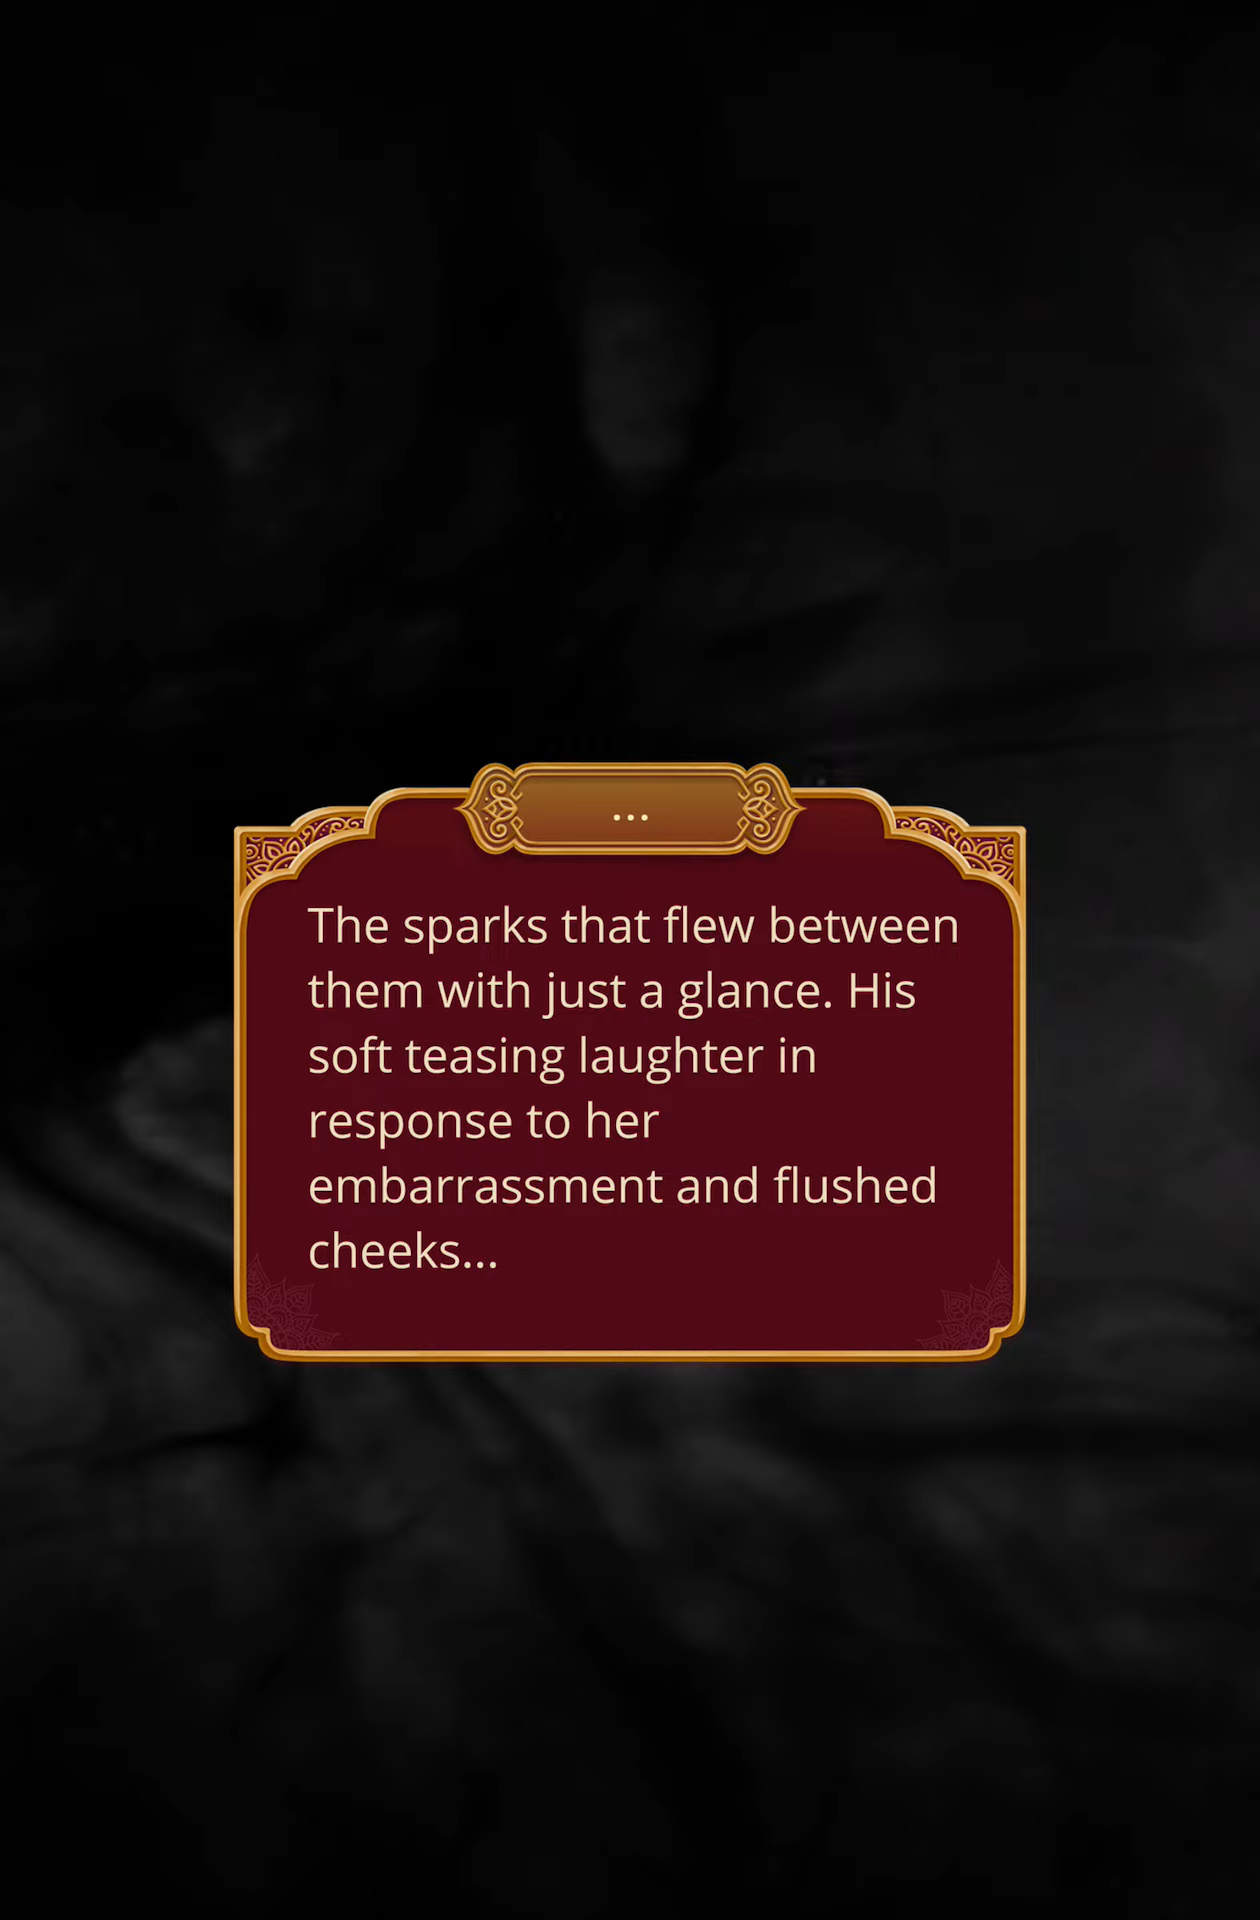 ...
The sparks that flew between
them with just a glance. His
soft teasing laughter in
response to her
embarrassment and flushed
cheeks...